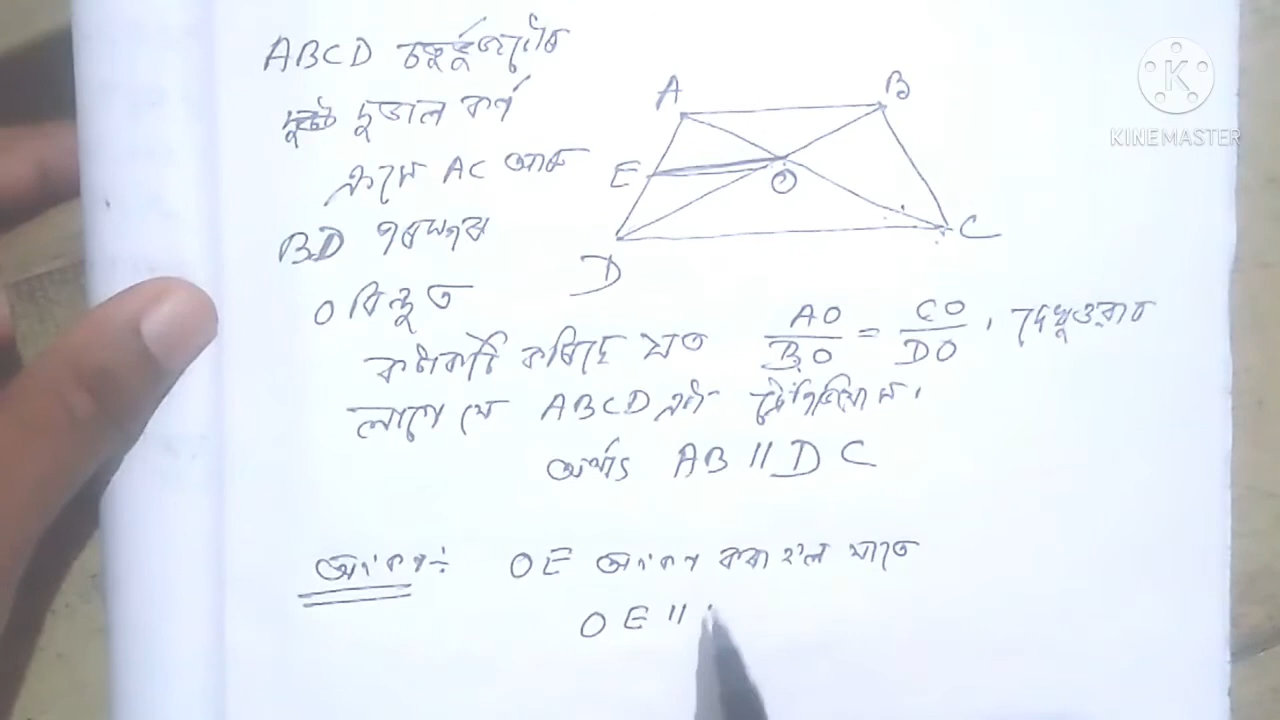 ABCD চতুৰ্ভুজটোৰ
দুডাল কৰ্ণ
ক্ৰমে AC আৰু
BD পৰস্পৰ
O বিন্দুত
কটাকটি কৰিছে যত AO/BO = CO/DO, দেখুওৱাব
লাগে যে ABCD এটা ট্ৰেপিজিয়াম।
অৰ্থাৎ AB || DC
অংকন ঃ OE অংকন কৰা হ'ল যাতে
OE ||
A
B
E
O
C
D
K
KINEMASTER